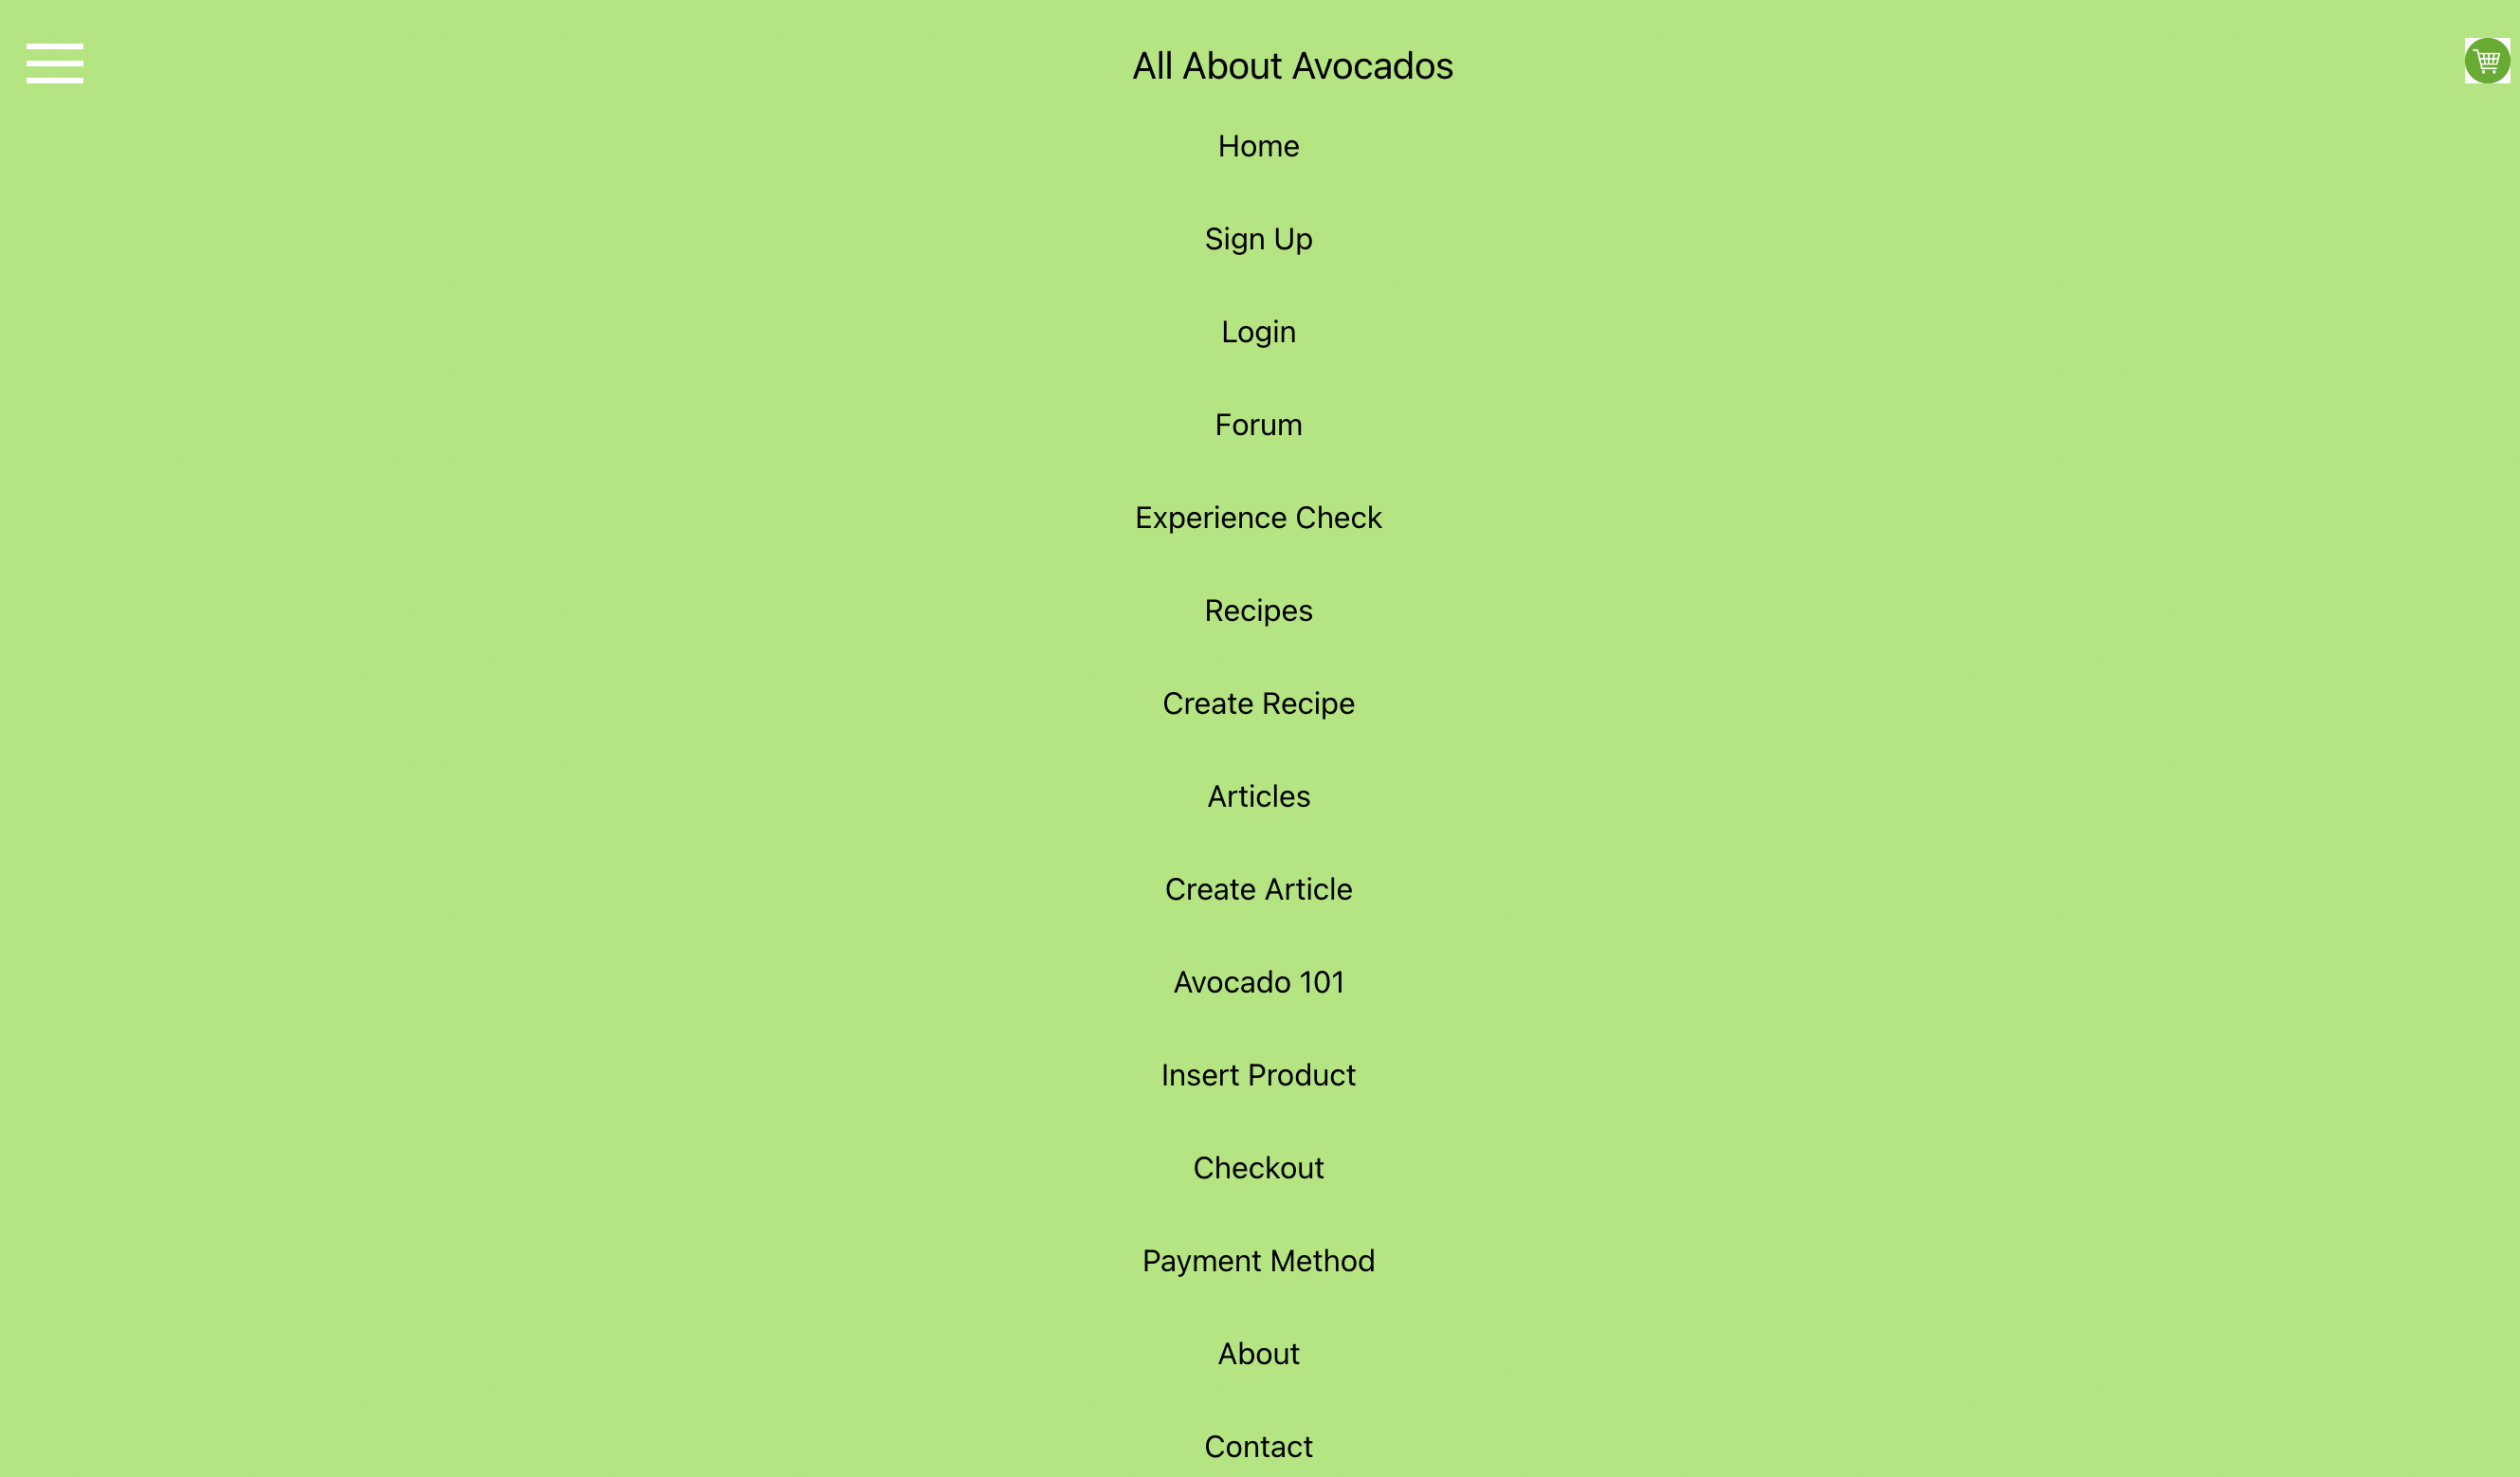 All About Avocados
Home
Sign Up
Login
Forum
Experience Check
Recipes
Create Recipe
Articles
Create Article
Avocado 101
Insert Product
Checkout
Payment Method
About
Contact